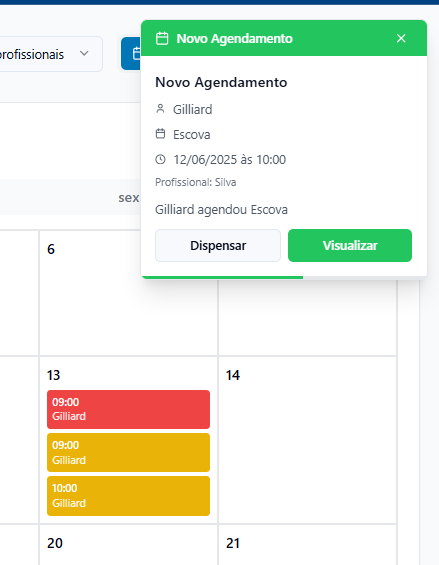 profissionais
Novo Agendamento
Novo Agendamento
Gilliard
Escova
12/06/2025 às 10:00
Profissional: Silva
Gilliard agendou Escova
Dispensar
Visualizar
sex
6
13
14
09:00
Gilliard
09:00
Gilliard
10:00
Gilliard
20
21